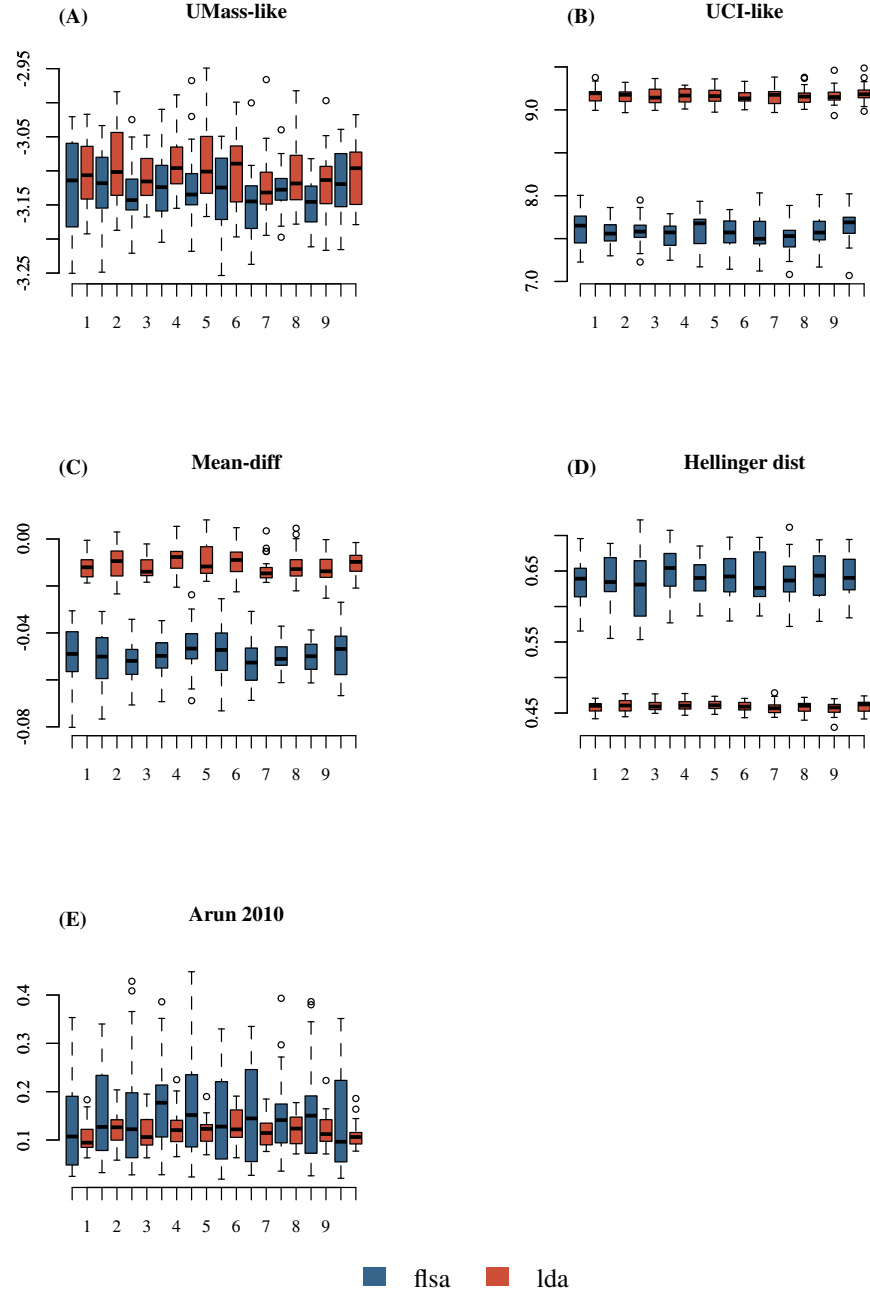 (A) UMass-like
-2.95
-3.05
-3.15
-3.25
1 2 3 4 5 6 7 8 9
(B) UCI-like
9.0
8.0
7.0
1 2 3 4 5 6 7 8 9
(C) Mean-diff
0.00
-0.04
-0.08
1 2 3 4 5 6 7 8 9
(D) Hellinger dist
0.65
0.55
0.45
1 2 3 4 5 6 7 8 9
(E) Arun 2010
0.4
0.3
0.2
0.1
1 2 3 4 5 6 7 8 9
flsa lda